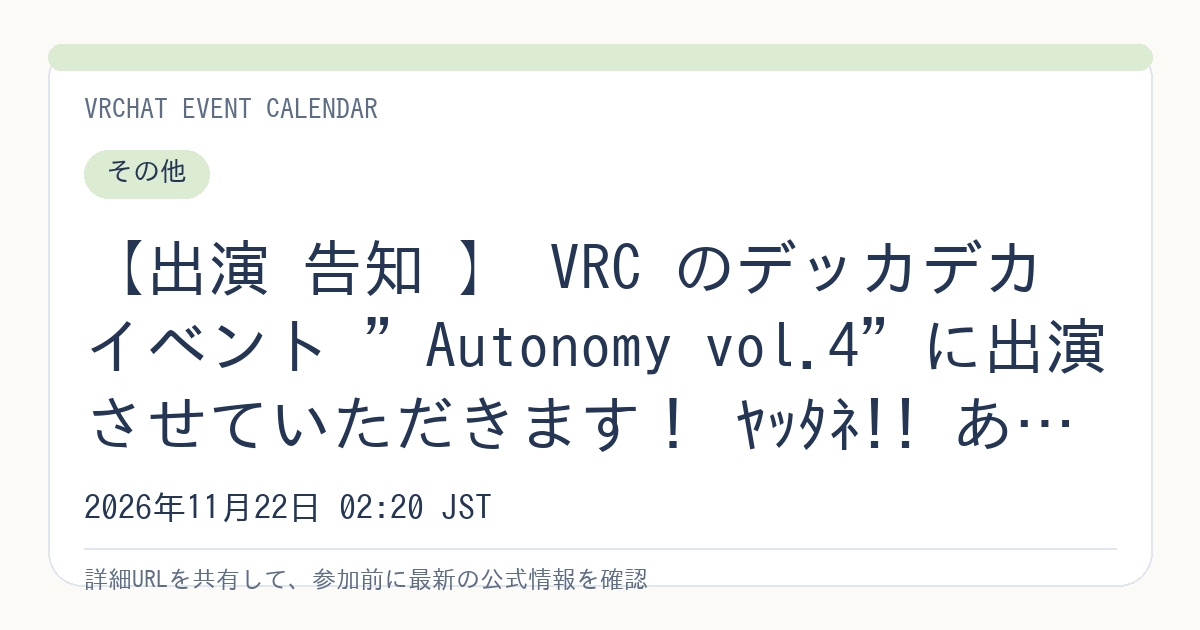 VRCHAT EVENT CALENDAR
その他
【出演 告知 】 VRC のデッカデカ
イベント ” Autonomy vol.4” に出演
させていただきます！ ﾔｯﾀﾈ!! あ…
2026年11月22日 02:20 JST
詳細URLを共有して、参加前に最新の公式情報を確認